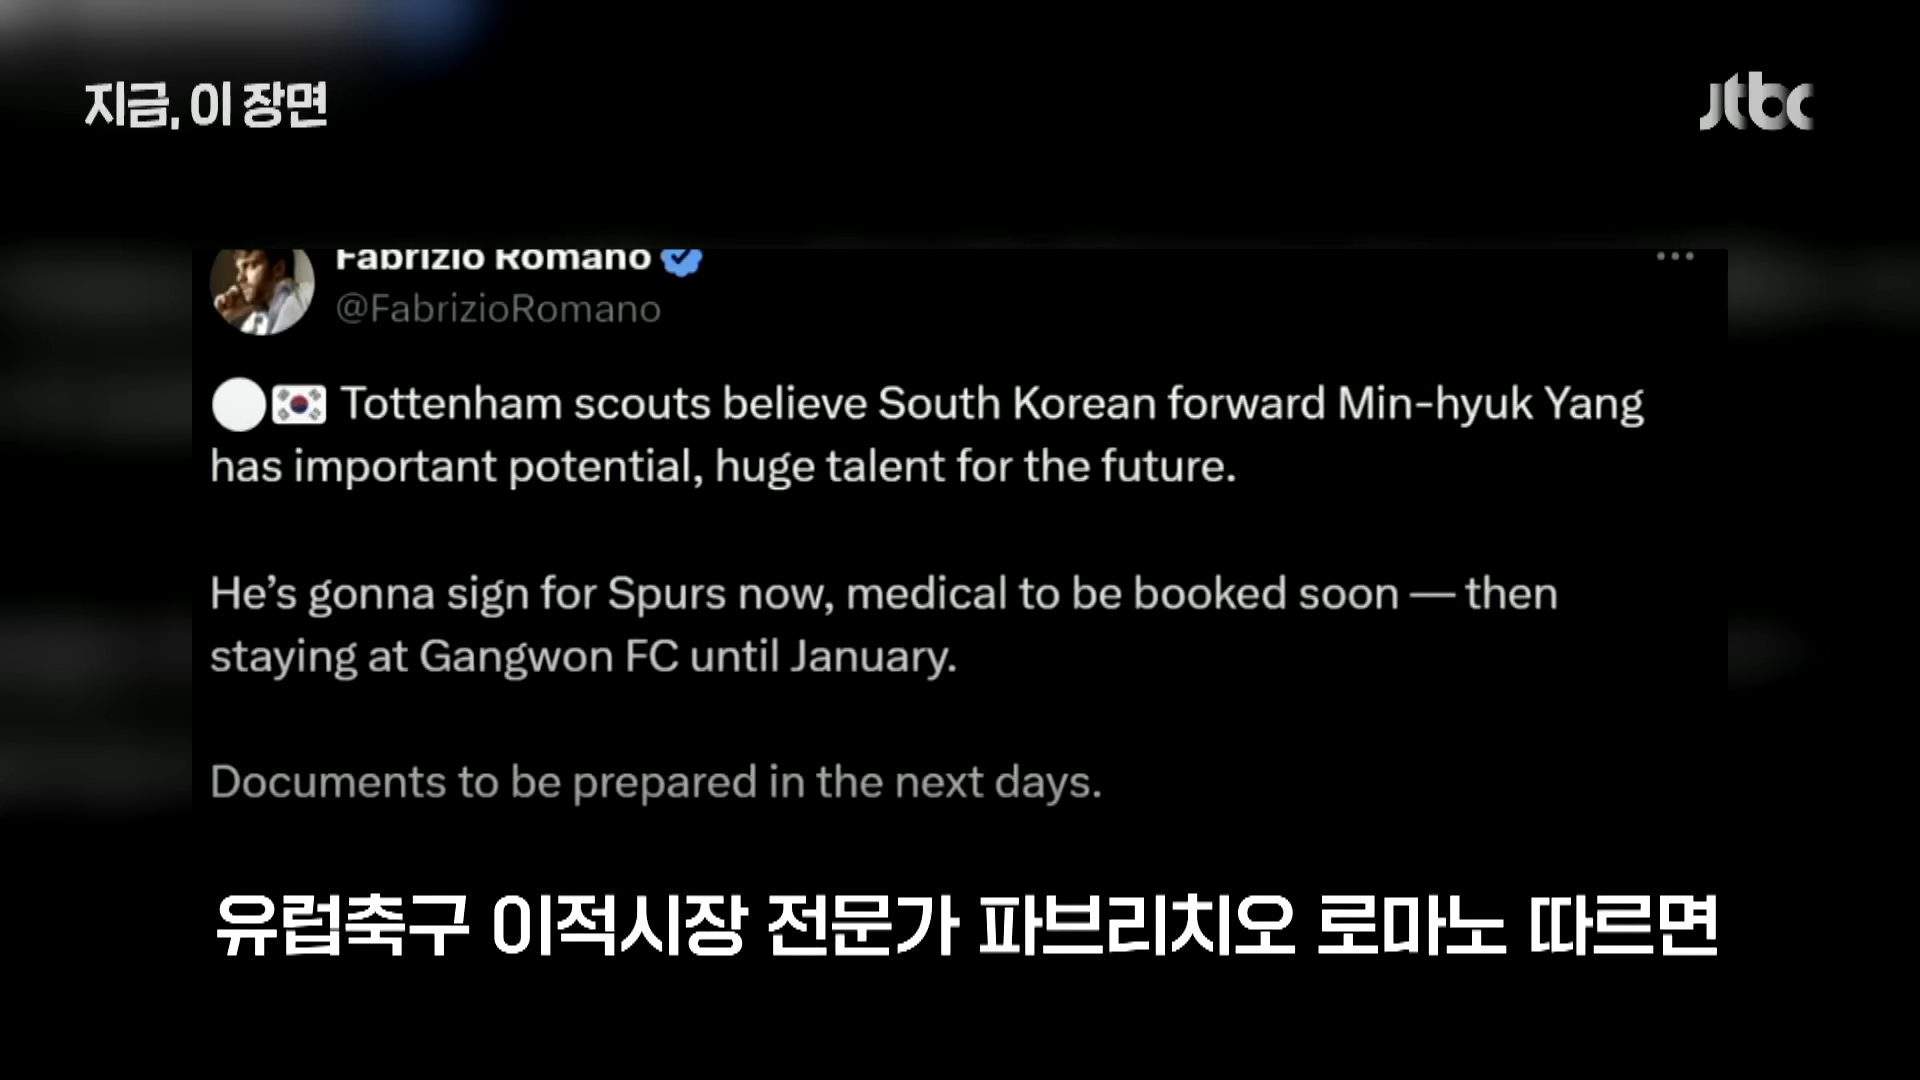 지금, 이 장면
jtbc
Fabrizio Romano
@FabrizioRomano
Tottenham scouts believe South Korean forward Min-hyuk Yang
has important potential, huge talent for the future.
He's gonna sign for Spurs now, medical to be booked soon — then
staying at Gangwon FC until January.
Documents to be prepared in the next days.
유럽축구 이적시장 전문가 파브리치오 로마노 따르면